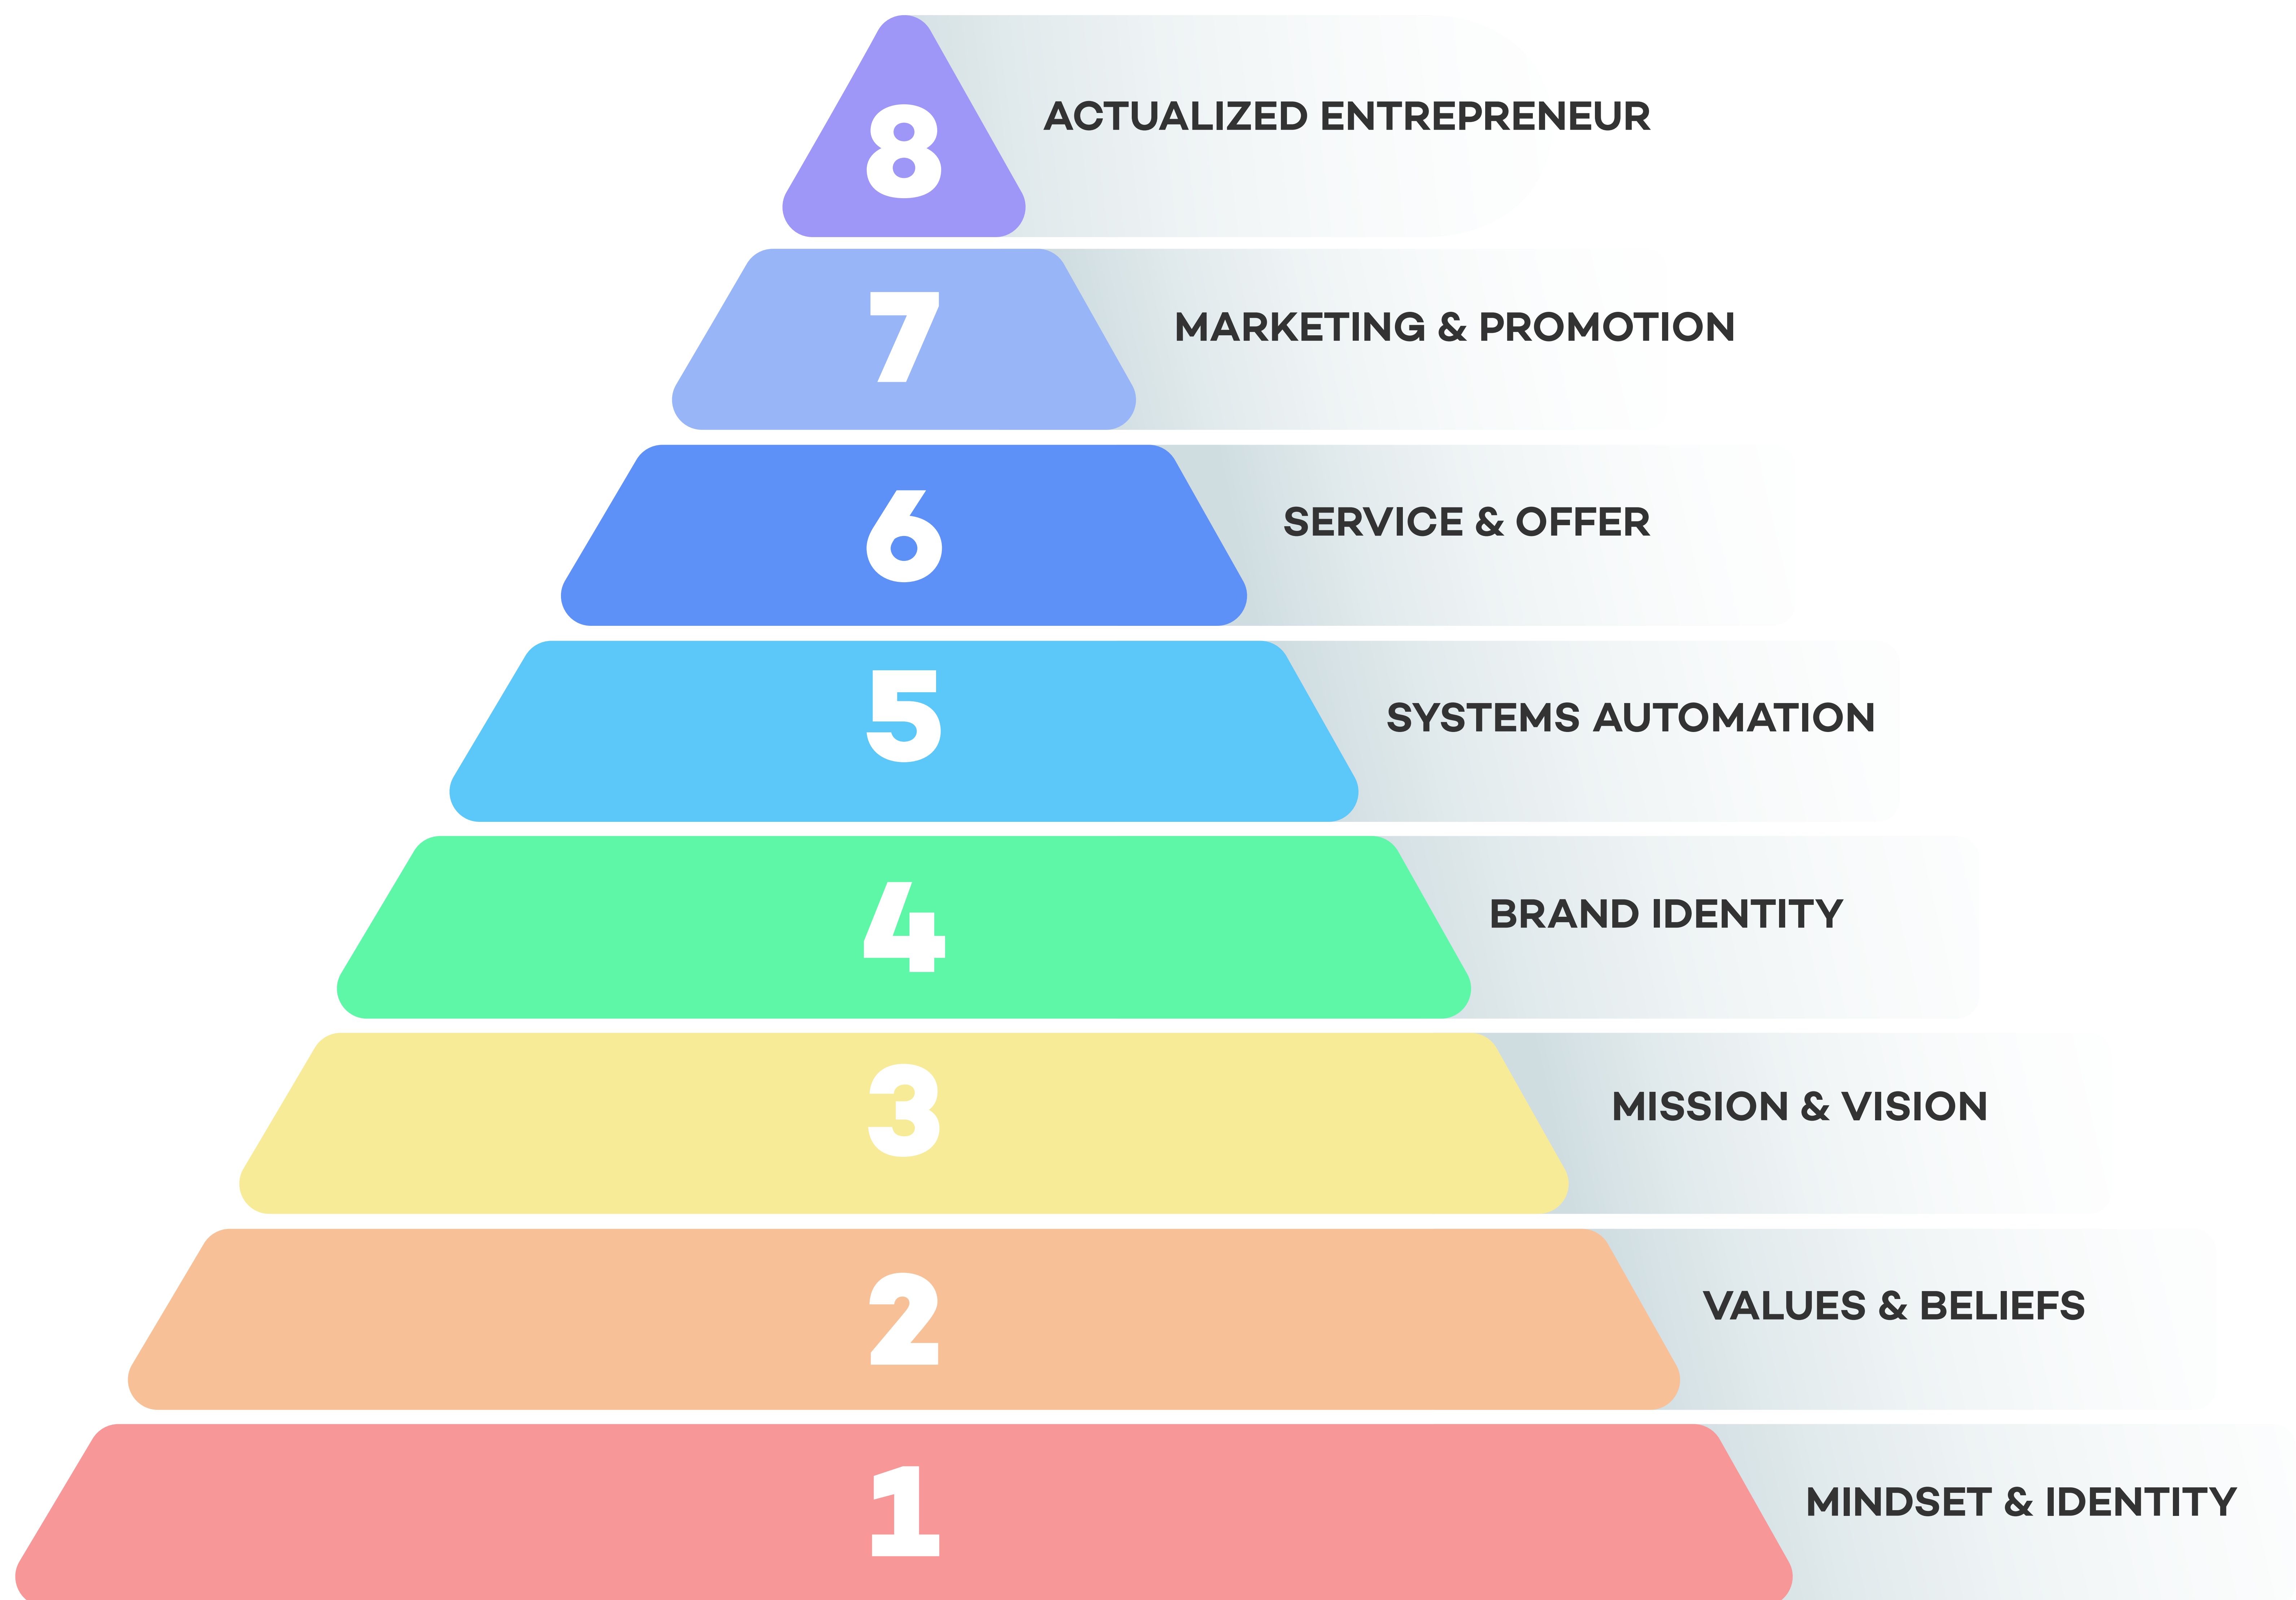 8 ACTUALIZED ENTREPRENEUR
7 MARKETING & PROMOTION
6 SERVICE & OFFER
5 SYSTEMS AUTOMATION
4 BRAND IDENTITY
3 MISSION & VISION
2 VALUES & BELIEFS
1 MINDSET & IDENTITY